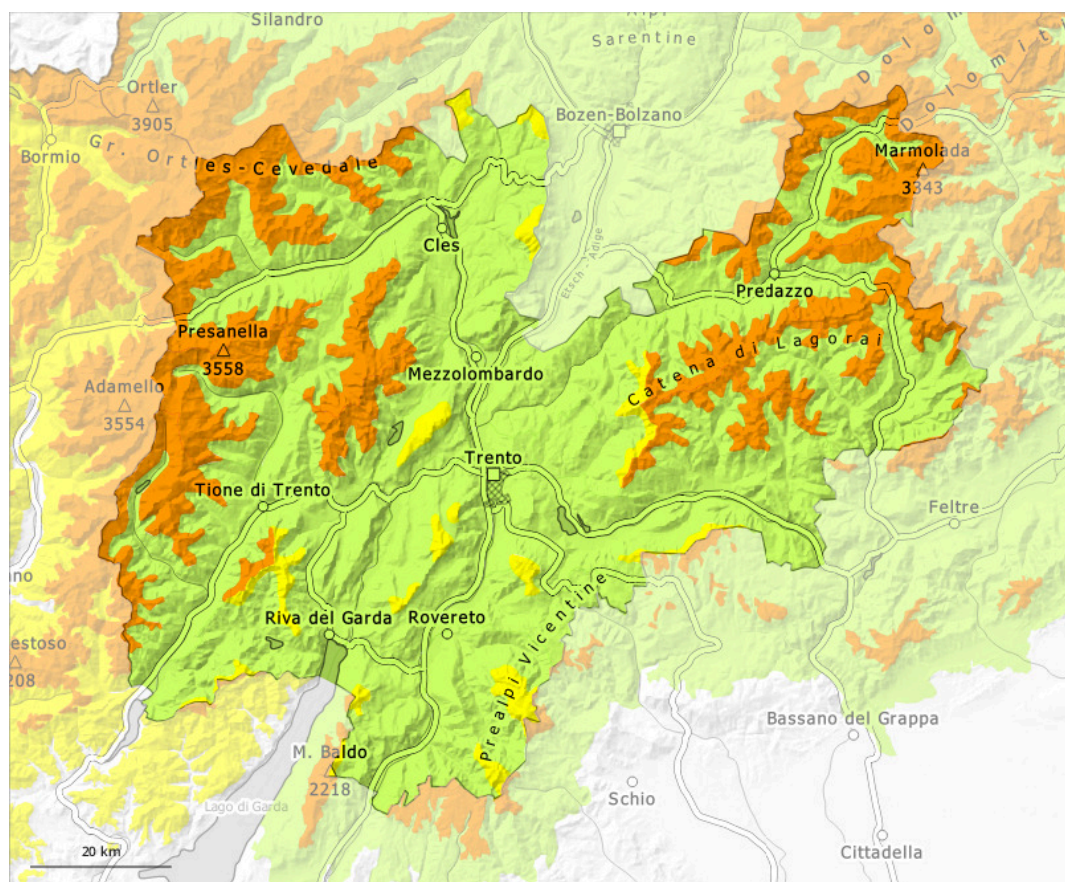 Silandro
Alpi
Sarentine
Dolo
Dolomiti
Ortler
3905
Bozen-Bolzano
Bormio
Gr. Ortles-Cevedale
Marmolada
3343
Cles
Etsch - Adige
Predazzo
Presanella
3558
Catena di Lagorai
Mezzolombardo
Adamello
3554
Trento
Tione di Trento
Feltre
Riva del Garda
Rovereto
Prealpi Vicentine
Bassano del Grappa
M. Baldo
2218
Lago di Garda
Schio
20 km
Cittadella